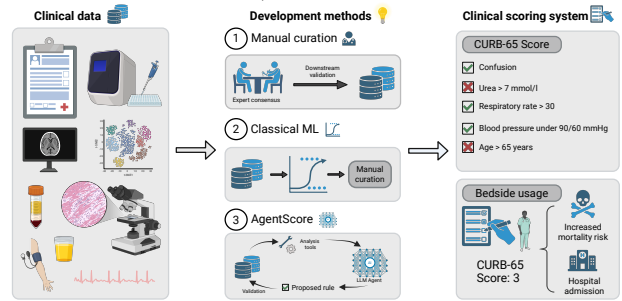 Clinical data
Development methods
Clinical scoring system
1 Manual curation
Expert consensus
Downstream
validation
2 Classical ML
Manual
curation
3 AgentScore
Analysis
tools
LLM Agent
Proposed rule
Validation
CURB-65 Score
Confusion
Urea > 7 mmol/l
Respiratory rate > 30
Blood pressure under 90/60 mmHg
Age > 65 years
Bedside usage
CURB-65
Score: 3
Increased
mortality risk
Hospital
admission